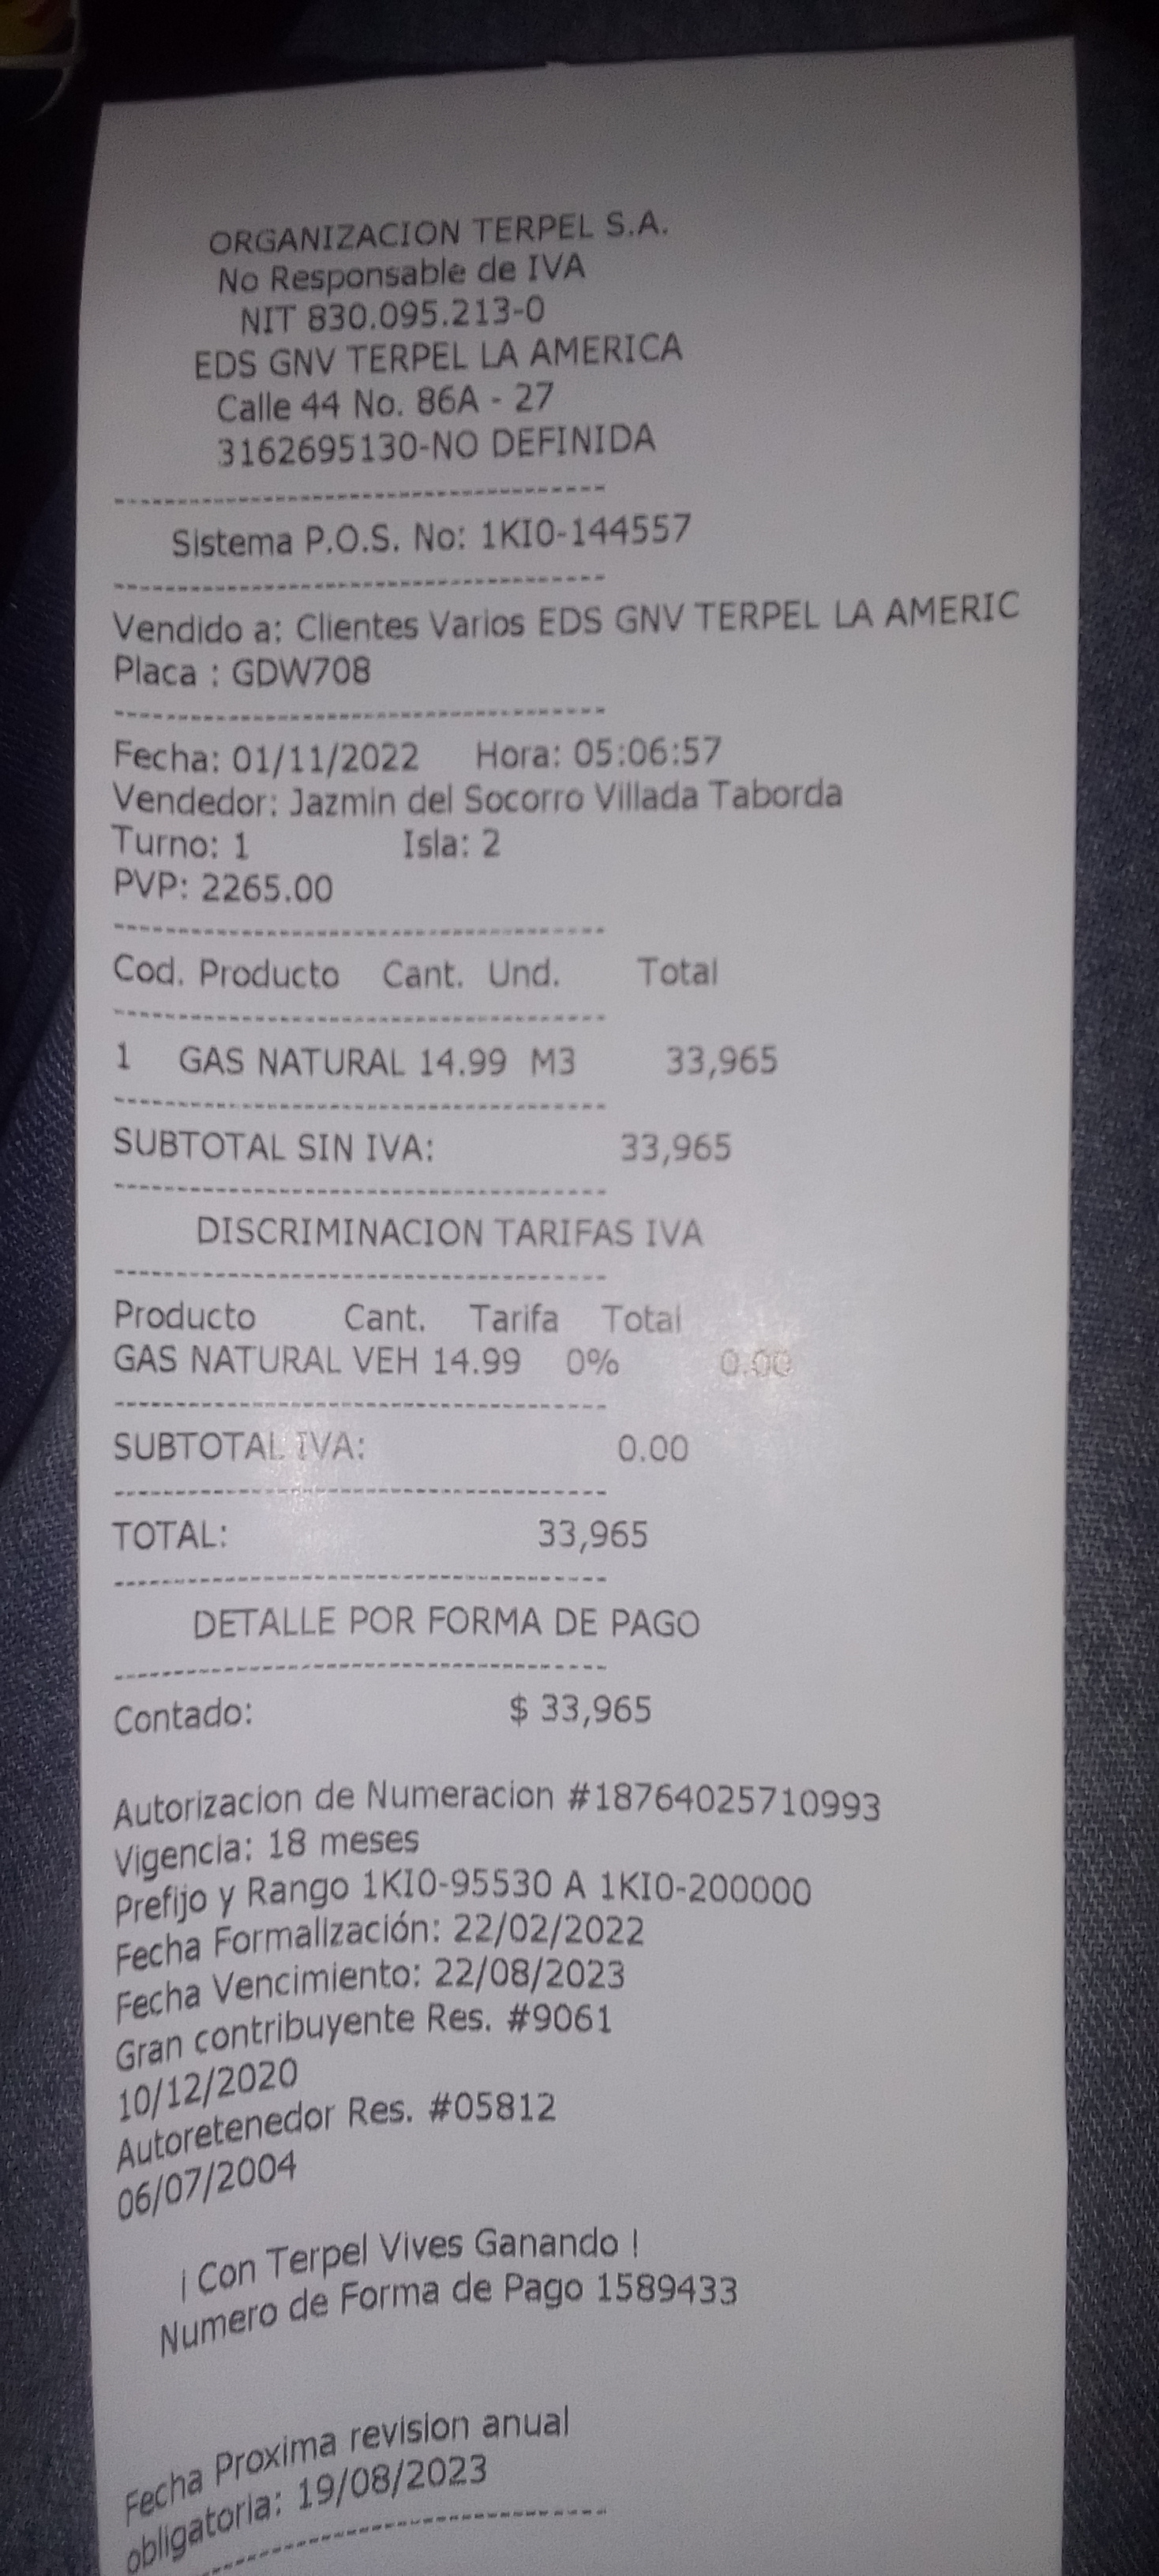 ORGANIZACION TERPEL S.A.
No Responsable de IVA
NIT 830.095.213-0
EDS GNV TERPEL LA AMERICA
Calle 44 No. 86A - 27
3162695130-NO DEFINIDA
-----------------------------------
Sistema P.O.S. No: 1KI0-144557
-----------------------------------
Vendido a: Clientes Varios EDS GNV TERPEL LA AMERIC
Placa : GDW708
-----------------------------------
Fecha: 01/11/2022 Hora: 05:06:57
Vendedor: Jazmin del Socorro Villada Taborda
Turno: 1 Isla: 2
PVP: 2265.00
-----------------------------------
Cod. Producto Cant. Und. Total
-----------------------------------
1 GAS NATURAL 14.99 M3 33,965
-----------------------------------
SUBTOTAL SIN IVA: 33,965
-----------------------------------
DISCRIMINACION TARIFAS IVA
-----------------------------------
Producto Cant. Tarifa Total
GAS NATURAL VEH 14.99 0% 0.00
-----------------------------------
SUBTOTAL IVA: 0.00
-----------------------------------
TOTAL: 33,965
-----------------------------------
DETALLE POR FORMA DE PAGO
-----------------------------------
Contado: $ 33,965
Autorizacion de Numeracion #18764025710993
Vigencia: 18 meses
Prefijo y Rango 1KI0-95530 A 1KI0-200000
Fecha Formalización: 22/02/2022
Fecha Vencimiento: 22/08/2023
Gran contribuyente Res. #9061
10/12/2020
Autoretenedor Res. #05812
06/07/2004
¡ Con Terpel Vives Ganando !
Numero de Forma de Pago 1589433
Fecha Proxima revision anual
obligatoria: 19/08/2023
-----------------------------------